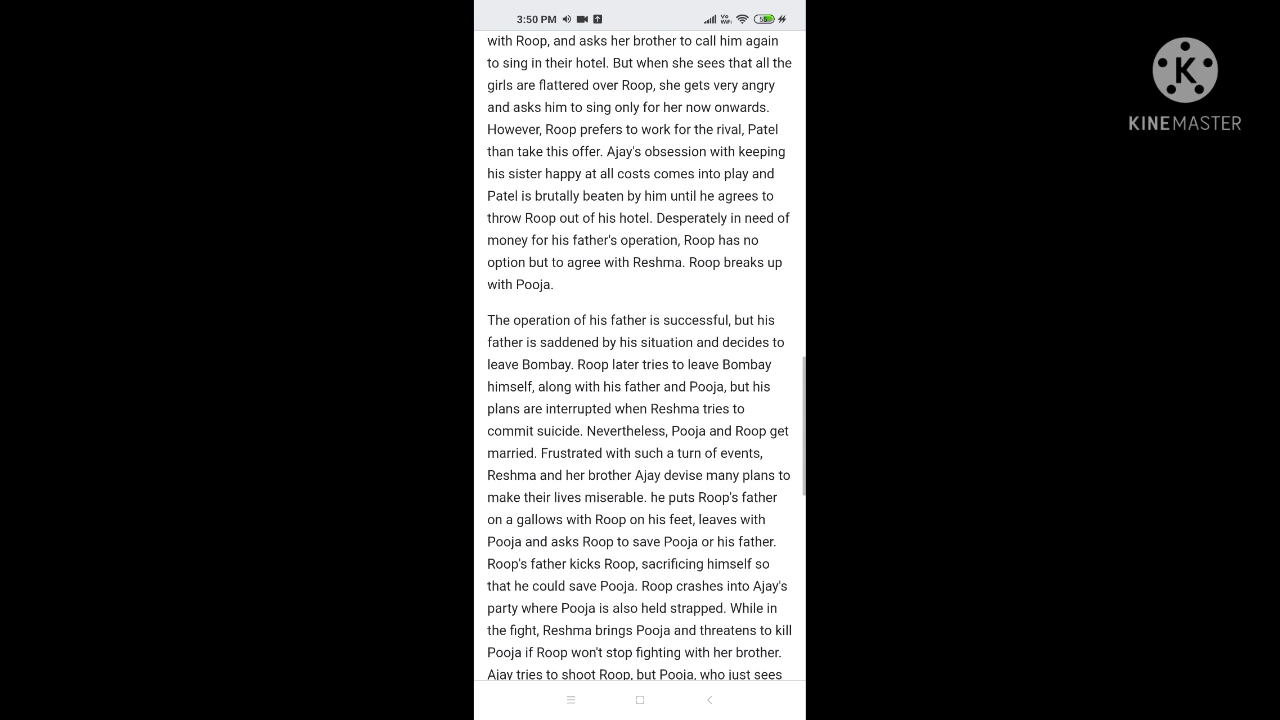 3:50 PM
Vo
WiFi
55
with Roop, and asks her brother to call him again
to sing in their hotel. But when she sees that all the
girls are flattered over Roop, she gets very angry
and asks him to sing only for her now onwards.
However, Roop prefers to work for the rival, Patel
than take this offer. Ajay's obsession with keeping
his sister happy at all costs comes into play and
Patel is brutally beaten by him until he agrees to
throw Roop out of his hotel. Desperately in need of
money for his father's operation, Roop has no
option but to agree with Reshma. Roop breaks up
with Pooja.
The operation of his father is successful, but his
father is saddened by his situation and decides to
leave Bombay. Roop later tries to leave Bombay
himself, along with his father and Pooja, but his
plans are interrupted when Reshma tries to
commit suicide. Nevertheless, Pooja and Roop get
married. Frustrated with such a turn of events,
Reshma and her brother Ajay devise many plans to
make their lives miserable. he puts Roop's father
on a gallows with Roop on his feet, leaves with
Pooja and asks Roop to save Pooja or his father.
Roop's father kicks Roop, sacrificing himself so
that he could save Pooja. Roop crashes into Ajay's
party where Pooja is also held strapped. While in
the fight, Reshma brings Pooja and threatens to kill
Pooja if Roop won't stop fighting with her brother.
Ajay tries to shoot Roop, but Pooja, who just sees
K
KINEMASTER